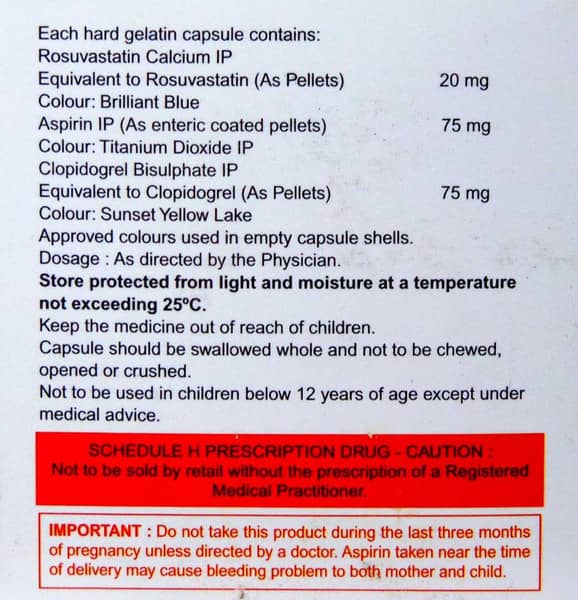 Each hard gelatin capsule contains:
Rosuvastatin Calcium IP
Equivalent to Rosuvastatin (As Pellets) 20 mg
Colour: Brilliant Blue
Aspirin IP (As enteric coated pellets) 75 mg
Colour: Titanium Dioxide IP
Clopidogrel Bisulphate IP
Equivalent to Clopidogrel (As Pellets) 75 mg
Colour: Sunset Yellow Lake
Approved colours used in empty capsule shells.
Dosage : As directed by the Physician.
Store protected from light and moisture at a temperature
not exceeding 25ºC.
Keep the medicine out of reach of children.
Capsule should be swallowed whole and not to be chewed,
opened or crushed.
Not to be used in children below 12 years of age except under
medical advice.
SCHEDULE H PRESCRIPTION DRUG - CAUTION :
Not to be sold by retail without the prescription of a Registered
Medical Practitioner.
IMPORTANT : Do not take this product during the last three months
of pregnancy unless directed by a doctor. Aspirin taken near the time
of delivery may cause bleeding problem to both mother and child.